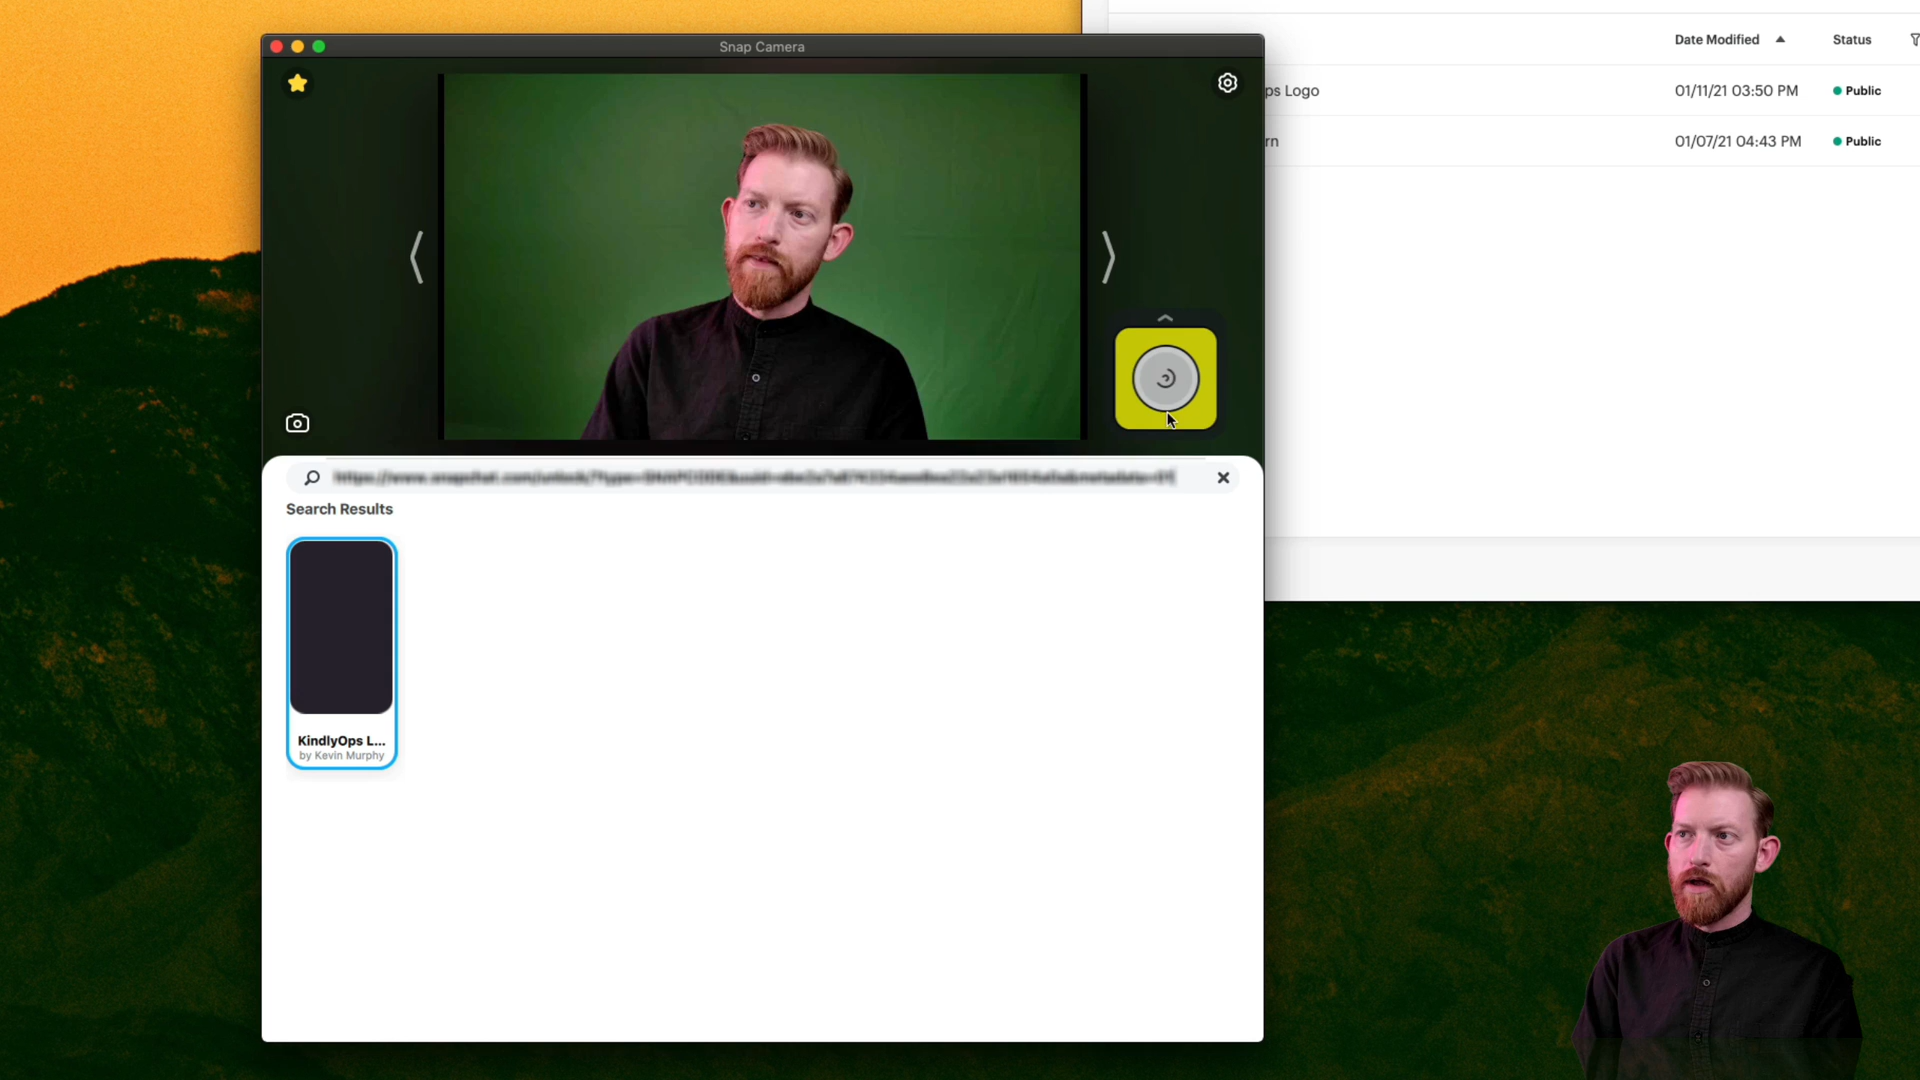 Snap Camera
Date Modified
Status
ps Logo
01/11/21 03:50 PM
Public
rn
01/07/21 04:43 PM
Public
Search Results
KindlyOps L...
by Kevin Murphy